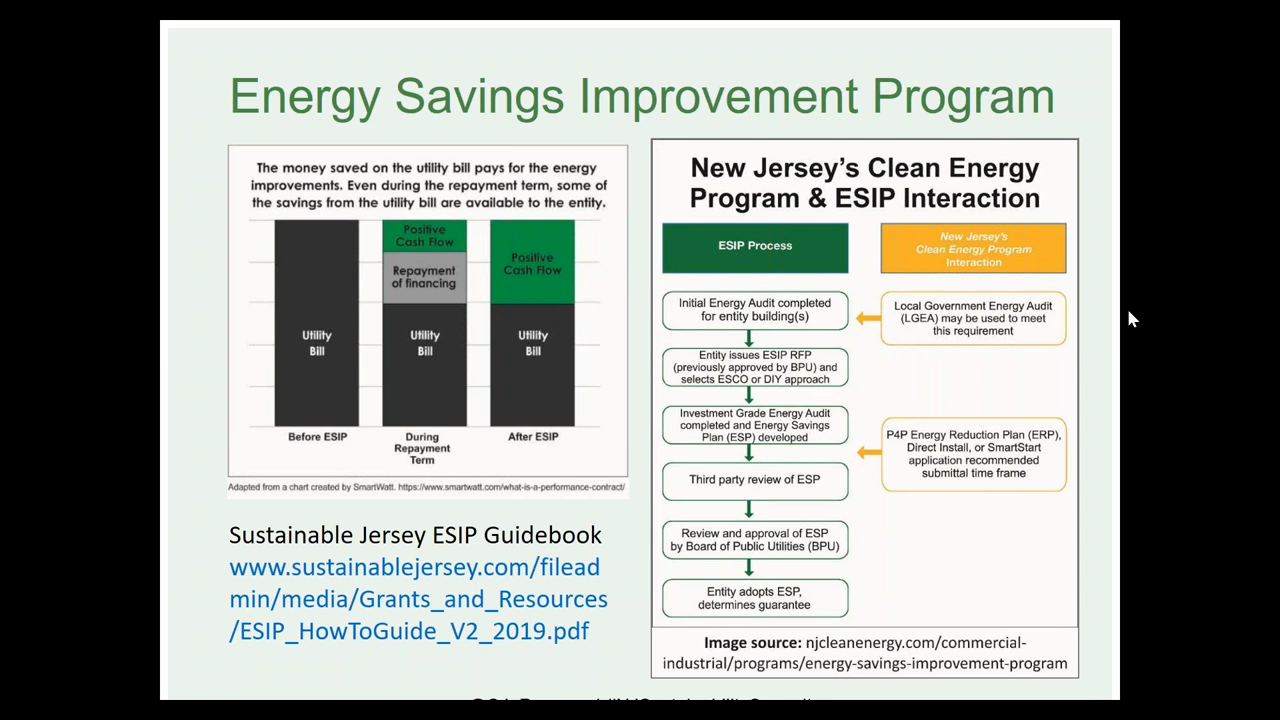 Energy Savings Improvement Program
The money saved on the utility bill pays for the energy
improvements. Even during the repayment term, some of
the savings from the utility bill are available to the entity.
Positive
Cash Flow
Repayment
of financing
Positive
Cash Flow
Utility
Bill
Utility
Bill
Utility
Bill
Before ESIP
During
Repayment
Term
After ESIP
Adapted from a chart created by SmartWatt. https://www.smartwatt.com/what-is-a-performance-contract/
Sustainable Jersey ESIP Guidebook
www.sustainablejersey.com/filead
min/media/Grants_and_Resources
/ESIP_HowToGuide_V2_2019.pdf
New Jersey's Clean Energy
Program & ESIP Interaction
ESIP Process
New Jersey's
Clean Energy Program
Interaction
Initial Energy Audit completed
for entity building(s)
Local Government Energy Audit
(LGEA) may be used to meet
this requirement
Entity issues ESIP RFP
(previously approved by BPU) and
selects ESCO or DIY approach
Investment Grade Energy Audit
completed and Energy Savings
Plan (ESP) developed
P4P Energy Reduction Plan (ERP),
Direct Install, or SmartStart
application recommended
submittal time frame
Third party review of ESP
Review and approval of ESP
by Board of Public Utilities (BPU)
Entity adopts ESP,
determines guarantee
Image source: njcleanenergy.com/commercial-
industrial/programs/energy-savings-improvement-program